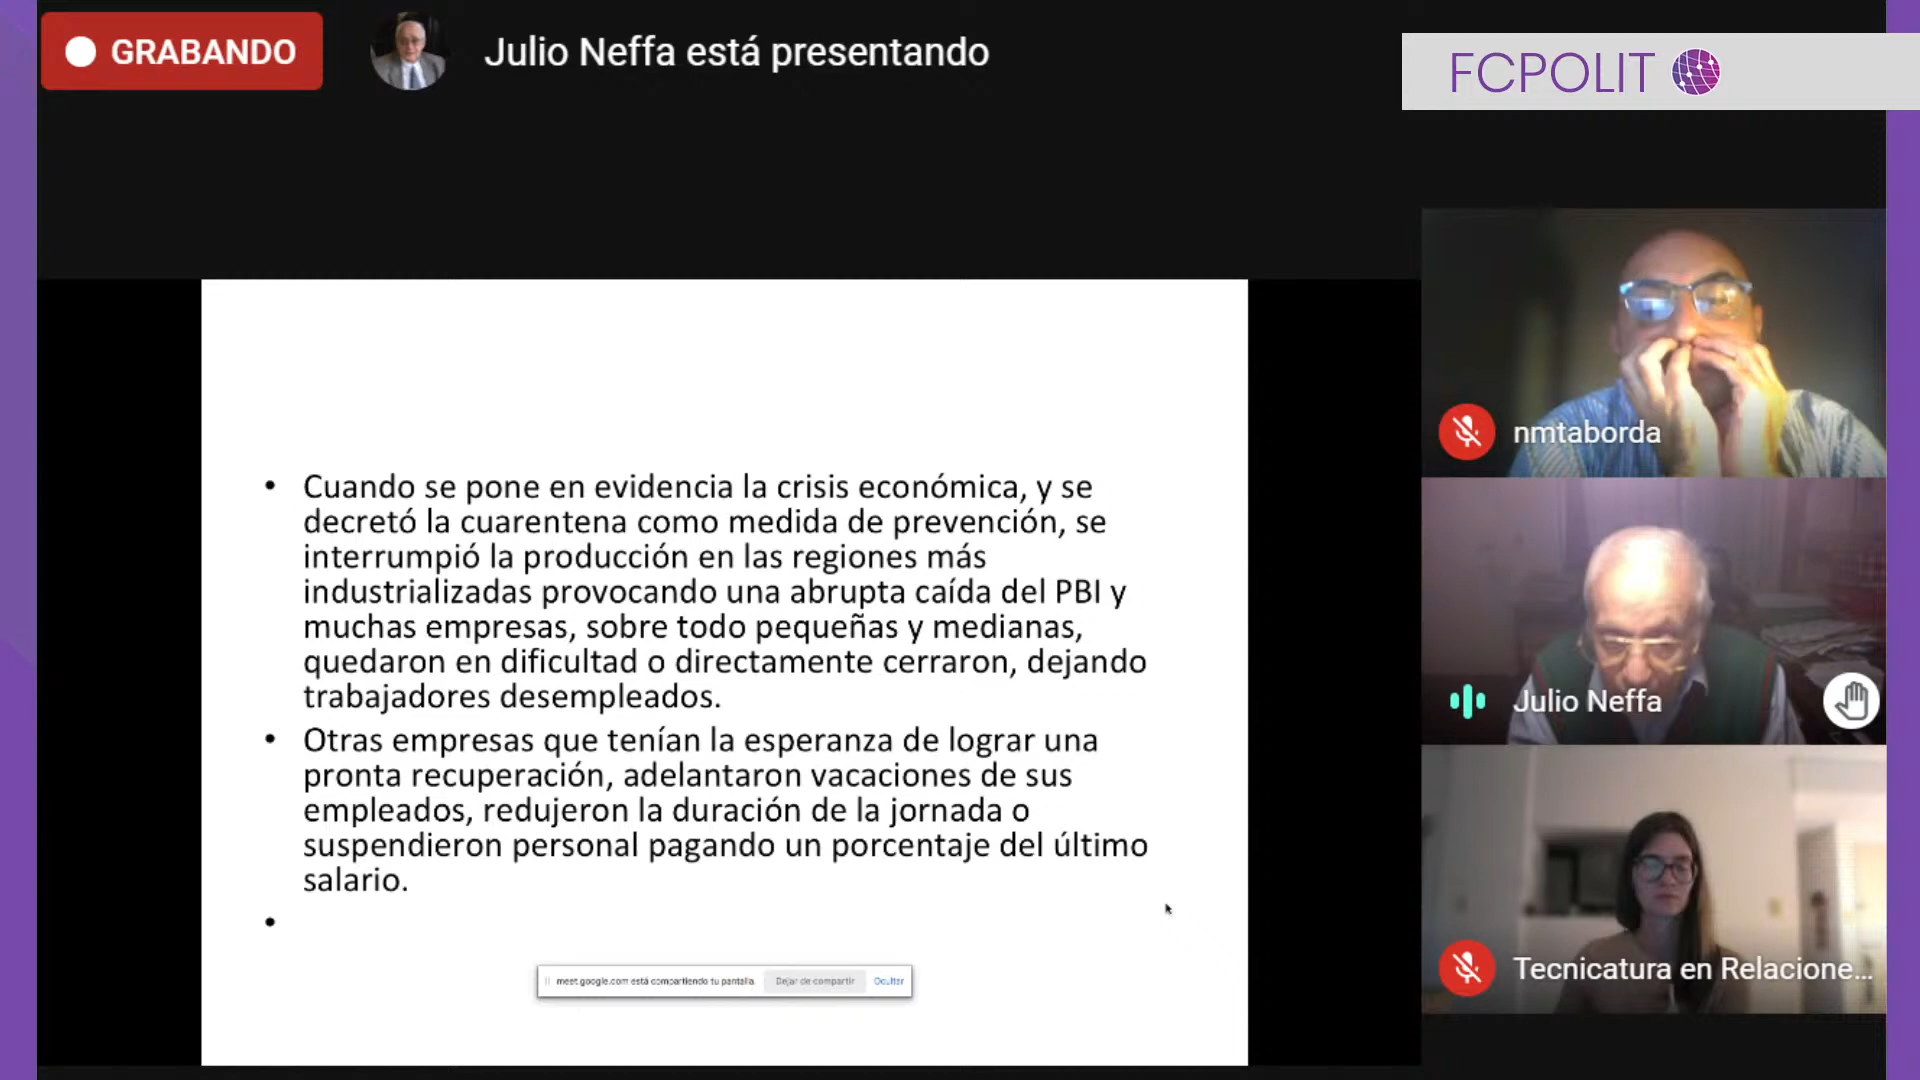 GRABANDO
Julio Neffa está presentando
FCPOLIT
• Cuando se pone en evidencia la crisis económica, y se
decretó la cuarentena como medida de prevención, se
interrumpió la producción en las regiones más
industrializadas provocando una abrupta caída del PBI y
muchas empresas, sobre todo pequeñas y medianas,
quedaron en dificultad o directamente cerraron, dejando
trabajadores desempleados.
• Otras empresas que tenían la esperanza de lograr una
pronta recuperación, adelantaron vacaciones de sus
empleados, redujeron la duración de la jornada o
suspendieron personal pagando un porcentaje del último
salario.
•
meet.google.com está compartiendo tu pantalla. Dejar de compartir Ocultar
nmtaborda
Julio Neffa
Tecnicatura en Relacione...